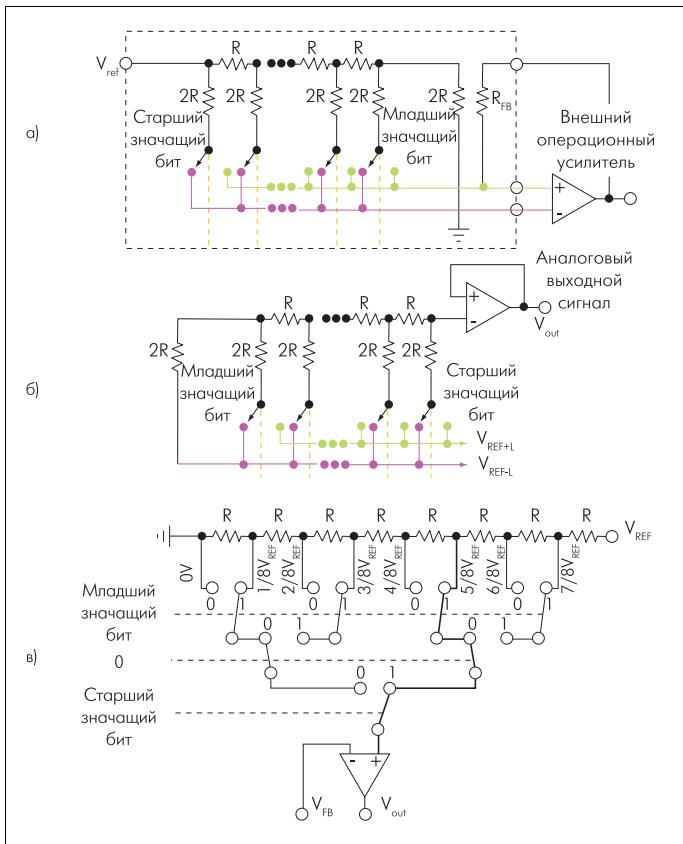 а)
V ref
R
R
R
2R
2R
2R
2R
2R
R FB
Старший
значащий
бит
Младший
значащий
бит
Внешний
операционный
усилитель
+
-
б)
R
R
R
2R
2R
2R
2R
2R
Младший
значащий
бит
Старший
значащий
бит
+
-
Аналоговый
выходной
сигнал
V out
V REF+L
V REF-L
в)
R
R
R
R
R
R
R
R
V REF
0V
1/8V REF
2/8V REF
3/8V REF
4/8V REF
5/8V REF
6/8V REF
7/8V REF
0
1
0
1
0
1
0
1
Младший
значащий
бит
0
1
0
1
0
0
1
Старший
значащий
бит
-
+
V FB
V out